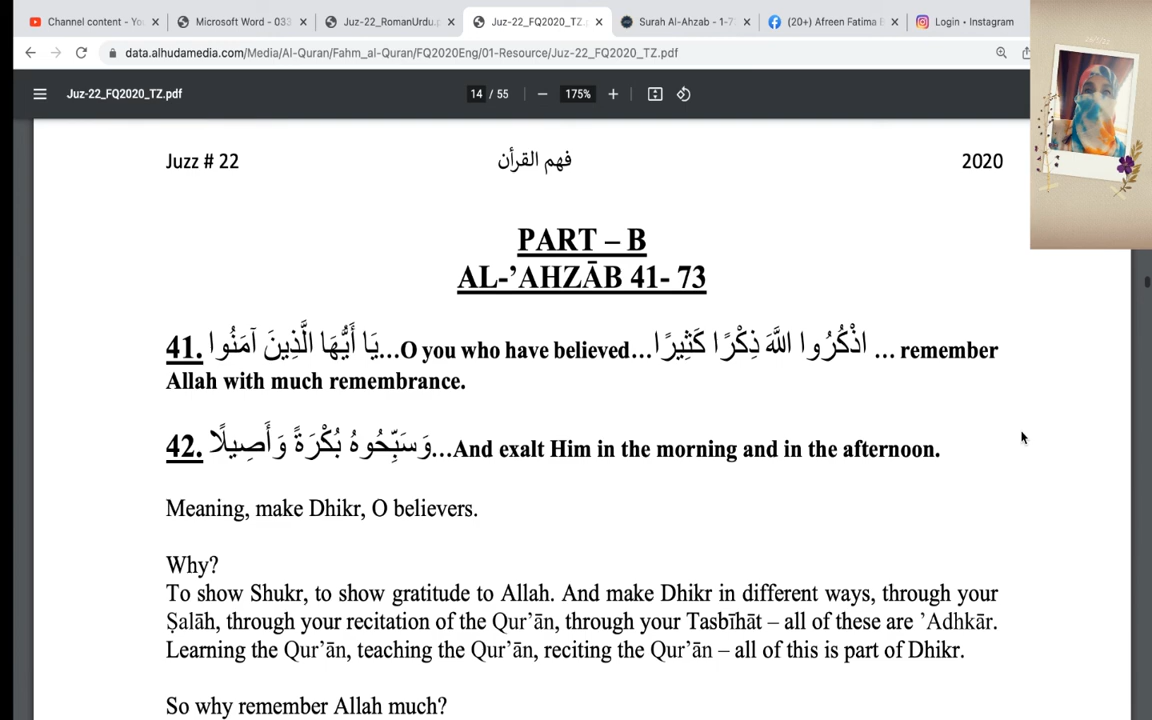 Channel content - Yo
Microsoft Word - 033
Juz-22_RomanUrdu.p
Juz-22_FQ2020_TZ.
Surah Al-Ahzab - 1-7
(20+) Afreen Fatima
Login • Instagram
data.alhudamedia.com/Media/Al-Quran/Fahm_al-Quran/FQ2020Eng/01-Resource/Juz-22_FQ2020_TZ.pdf
Juz-22_FQ2020_TZ.pdf
14 / 55
175%
Juzz # 22 فهم القرأن 2020
PART – B
AL-’AHZĀB 41- 73
41. يَا أَيُّهَا الَّذِينَ آمَنُوا...O you who have believed...اذْكُرُوا اللَّهَ ذِكْرًا كَثِيرًا ... remember
Allah with much remembrance.
42. وَسَبِّحُوهُ بُكْرَةً وَأَصِيلًا...And exalt Him in the morning and in the afternoon.
Meaning, make Dhikr, O believers.
Why?
To show Shukr, to show gratitude to Allah. And make Dhikr in different ways, through your
Ṣalāh, through your recitation of the Qur’ān, through your Tasbīhāt – all of these are ’Adhkār.
Learning the Qur’ān, teaching the Qur’ān, reciting the Qur’ān – all of this is part of Dhikr.
So why remember Allah much?